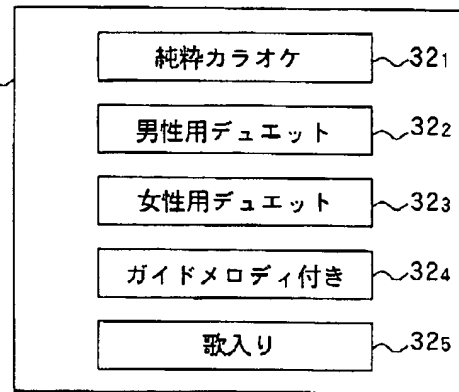 純粋カラオケ 32₁
男性用デュエット 32₂
女性用デュエット 32₃
ガイドメロディ付き 32₄
歌入り 32₅